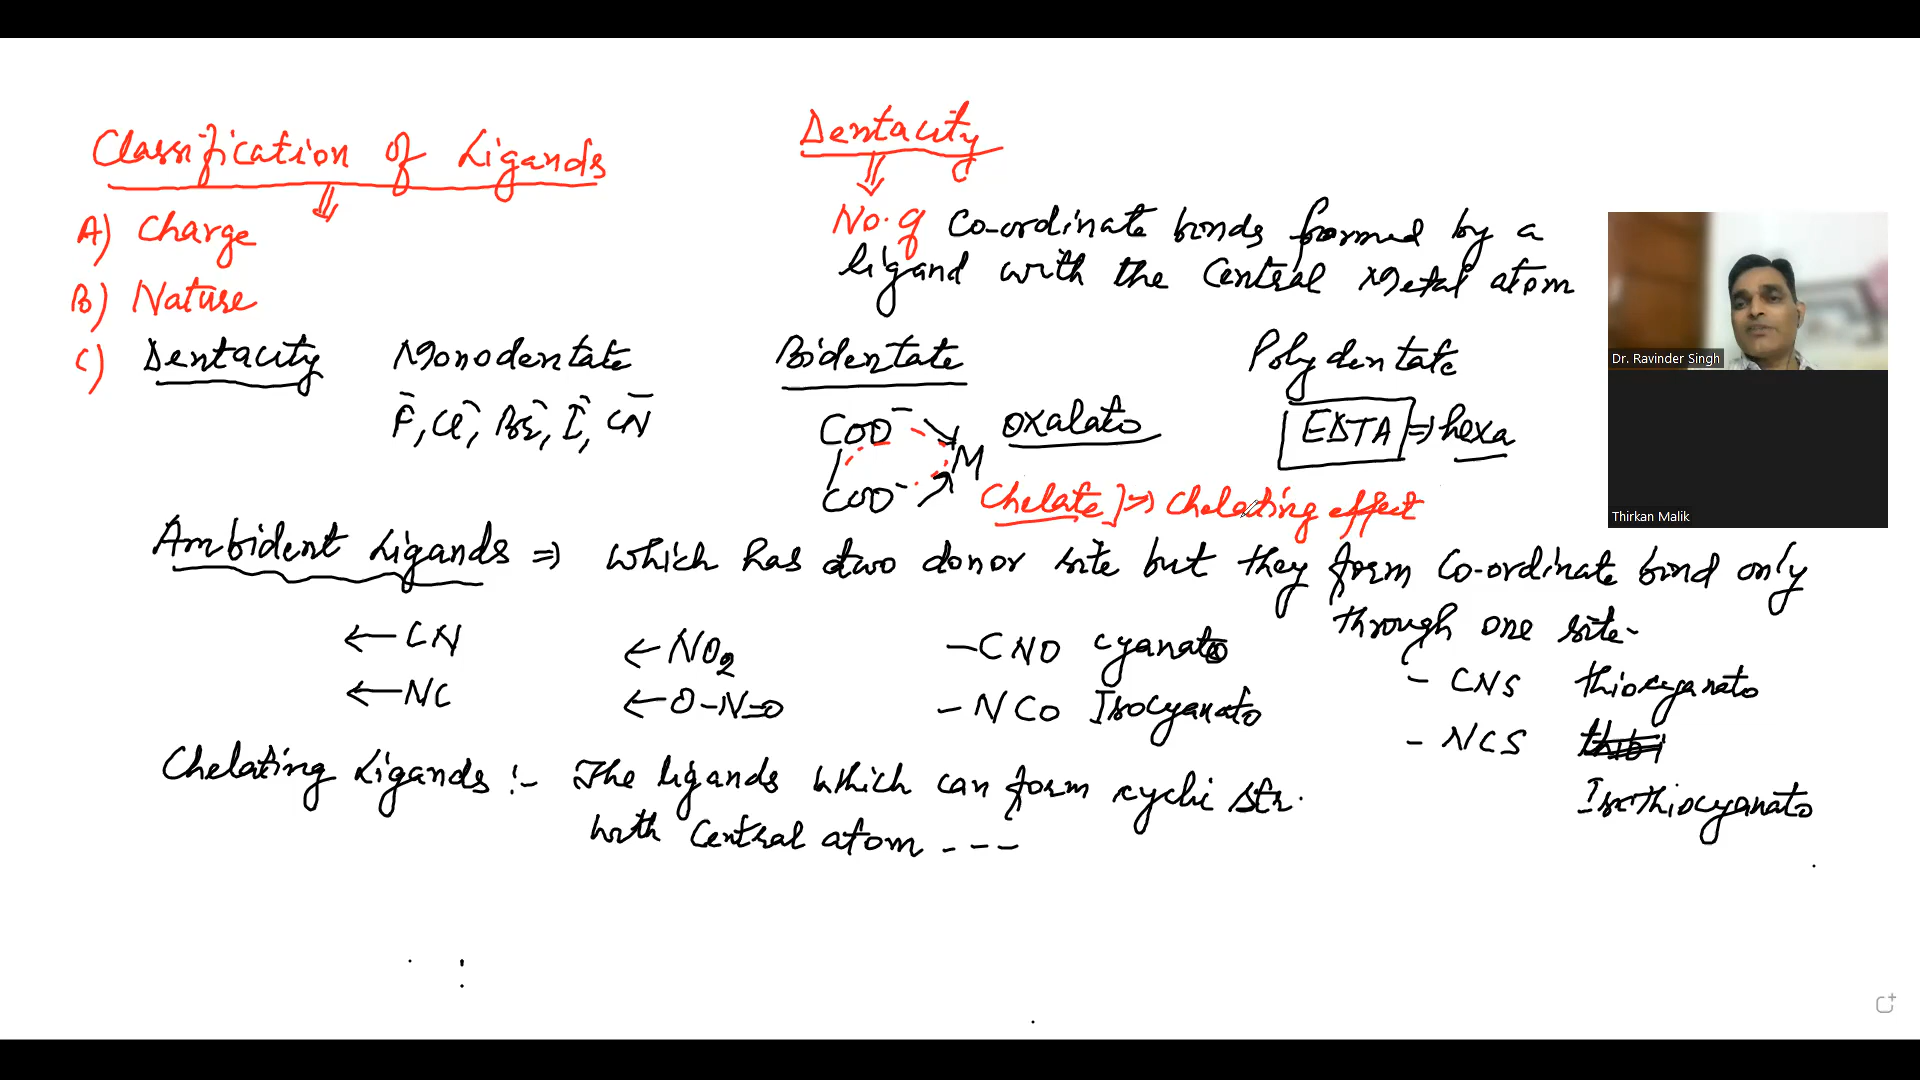 Classification of Ligands
A) Charge
B) Nature
Dentacity
No. of Co-ordinate bonds formed by a
ligand with the Central Metal atom
C) Dentacity Monodentate Bidentate Polydentate
F⁻, Cl⁻, Br⁻, I⁻, CN⁻
COO⁻ M oxalato EDTA ⇒ hexa
COO⁻ Chelate ] → Chelating effect
Ambident Ligands ⇒ which has two donor site but they form Co-ordinate bond only
through one site-
← CN ← NO2 - CNO cyanato - CNS thiocyanato
← NC ← O-N=O - NCO Isocyanato - NCS
Isothiocyanato
Chelating Ligands :- The ligands which can form cyclic Str.
with Central atom ---
Dr. Ravinder Singh
Thirkan Malik